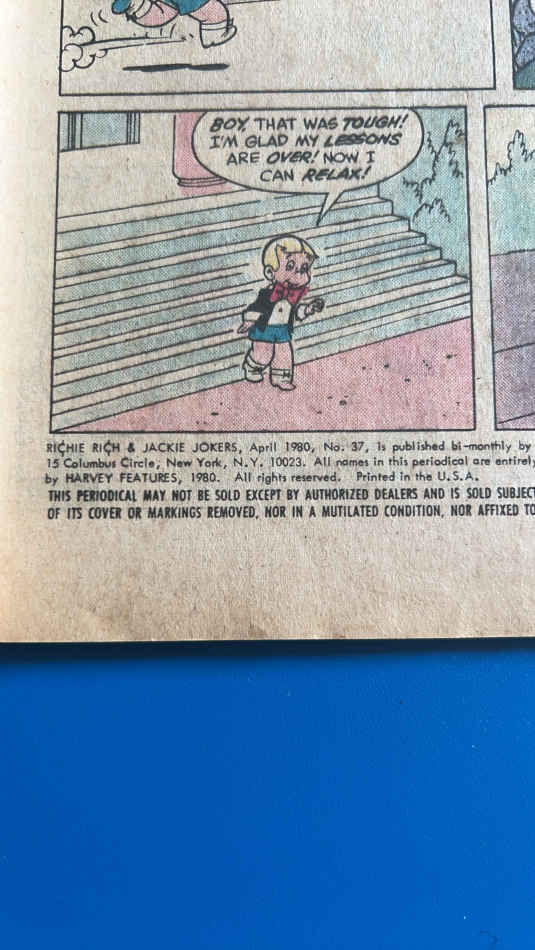 BOY, THAT WAS TOUGH!
I'M GLAD MY LESSONS
ARE OVER! NOW I
CAN RELAX!
RI¢HIE RI¢H & JACKIE JOKERS, April 1980, No. 37, is published bi-monthly by
15 Columbus Circle, New York, N.Y. 10023. All names in this periodical are entirely
by HARVEY FEATURES, 1980. All rights reserved. Printed in the U.S.A.
THIS PERIODICAL MAY NOT BE SOLD EXCEPT BY AUTHORIZED DEALERS AND IS SOLD SUBJECT
OF ITS COVER OR MARKINGS REMOVED, NOR IN A MUTILATED CONDITION, NOR AFFIXED TO